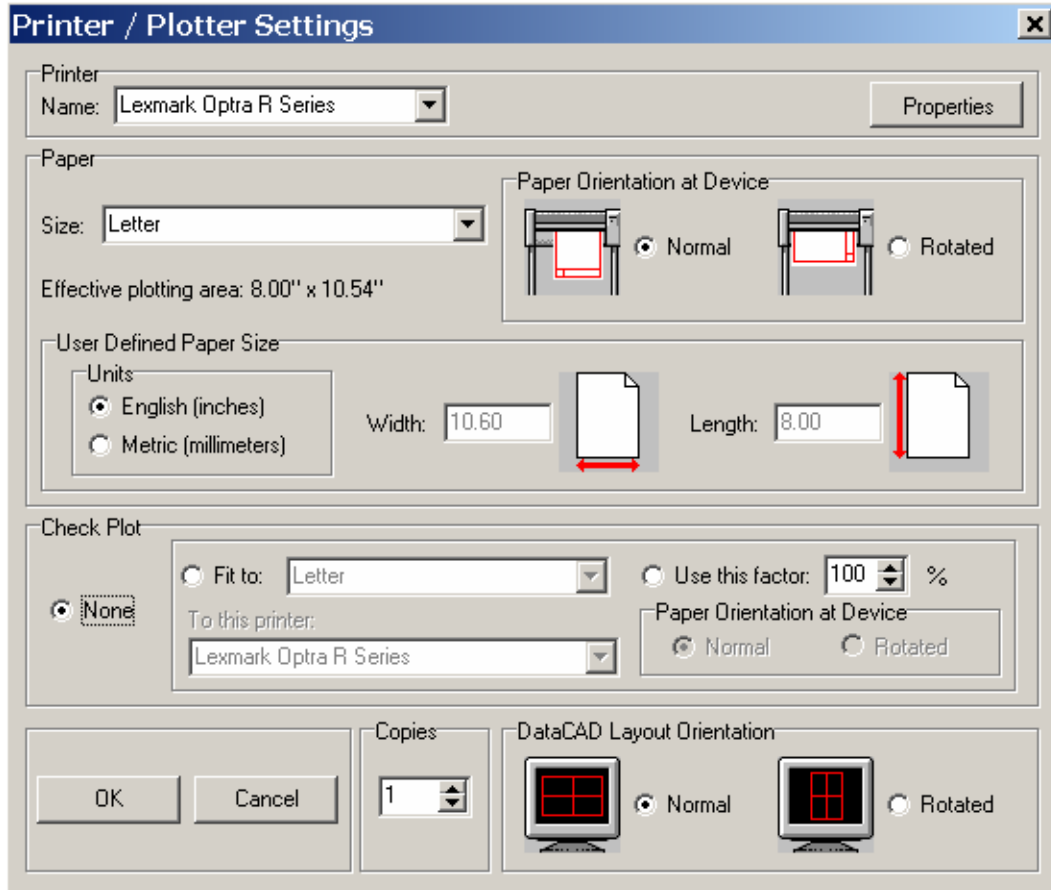 Printer / Plotter Settings
Printer
Name: Lexmark Optra R Series
Properties
Paper
Size: Letter
Effective plotting area: 8.00" x 10.54"
Paper Orientation at Device
Normal
Rotated
User Defined Paper Size
Units
English (inches)
Metric (millimeters)
Width: 10.60
Length: 8.00
Check Plot
None
Fit to: Letter
To this printer:
Lexmark Optra R Series
Use this factor: 100 %
Paper Orientation at Device
Normal
Rotated
OK
Cancel
Copies
1
DataCAD Layout Orientation
Normal
Rotated